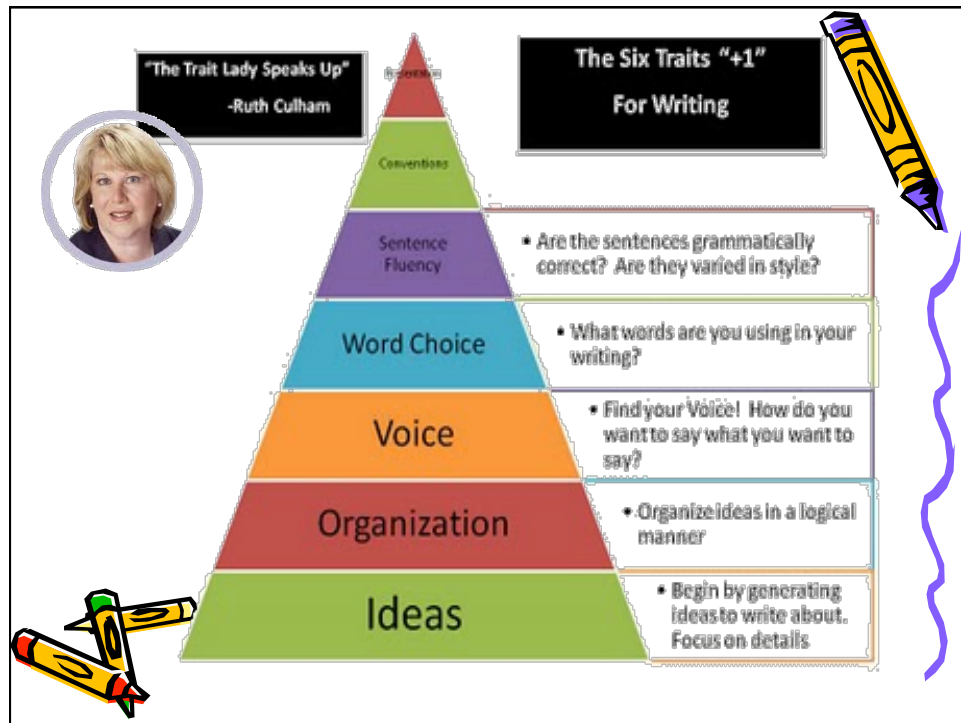 "The Trait Lady Speaks Up"
-Ruth Culham
The Six Traits "+1"
For Writing
Presentation
Conventions
Sentence
Fluency
• Are the sentences grammatically
correct? Are they varied in style?
Word Choice
• What words are you using in your
writing?
Voice
• Find your Voice! How do you
want to say what you want to
say?
Organization
• Organize ideas in a logical
manner
Ideas
• Begin by generating
ideas to write about.
Focus on details